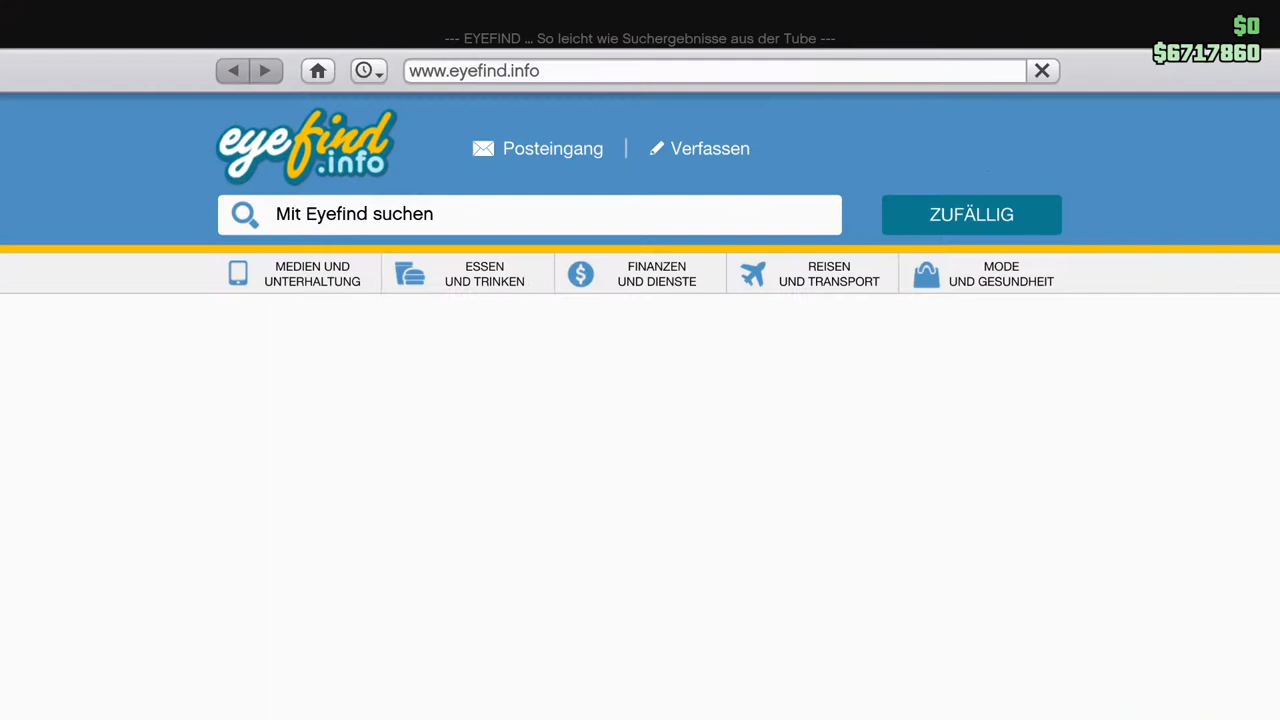 --- EYEFIND ... So leicht wie Suchergebnisse aus der Tube ---
$0
$6717860
www.eyefind.info
eyefind
.info
Posteingang
Verfassen
Mit Eyefind suchen
ZUFÄLLIG
MEDIEN UND
UNTERHALTUNG
ESSEN
UND TRINKEN
FINANZEN
UND DIENSTE
REISEN
UND TRANSPORT
MODE
UND GESUNDHEIT